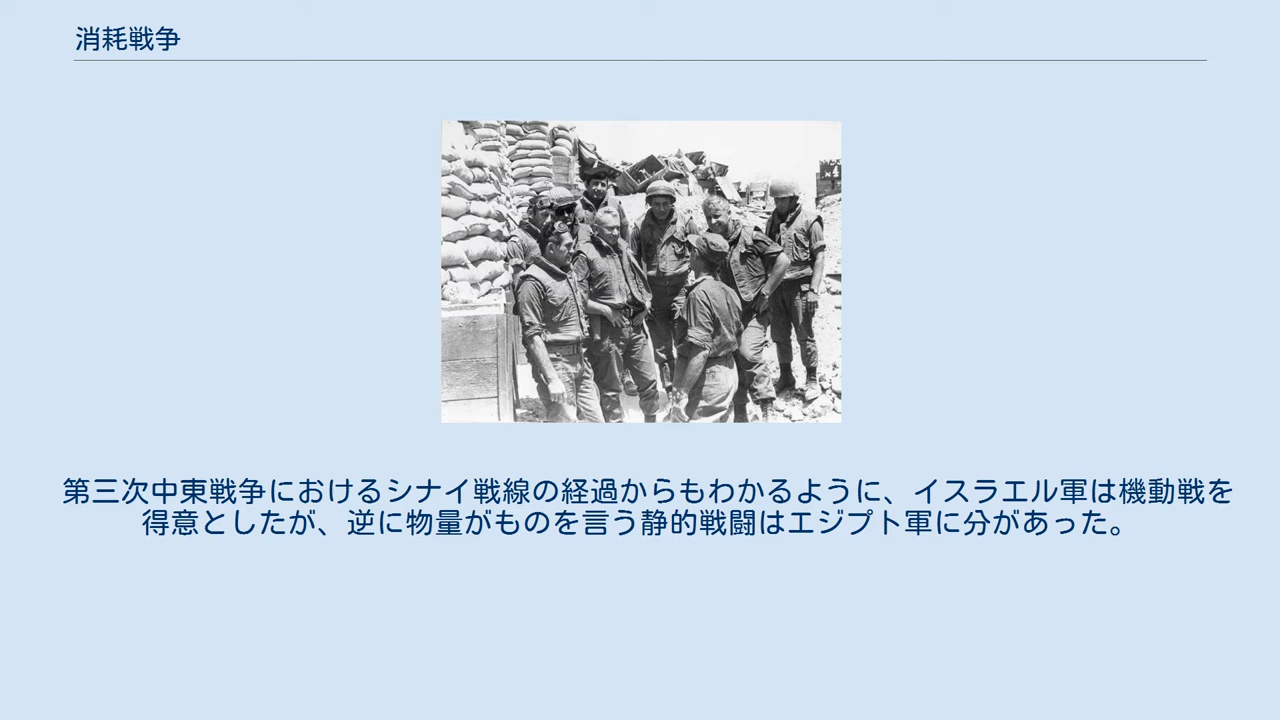 消耗戦争
第三次中東戦争におけるシナイ戦線の経過からもわかるように、イスラエル軍は機動戦を
得意としたが、逆に物量がものを言う静的戦闘はエジプト軍に分があった。